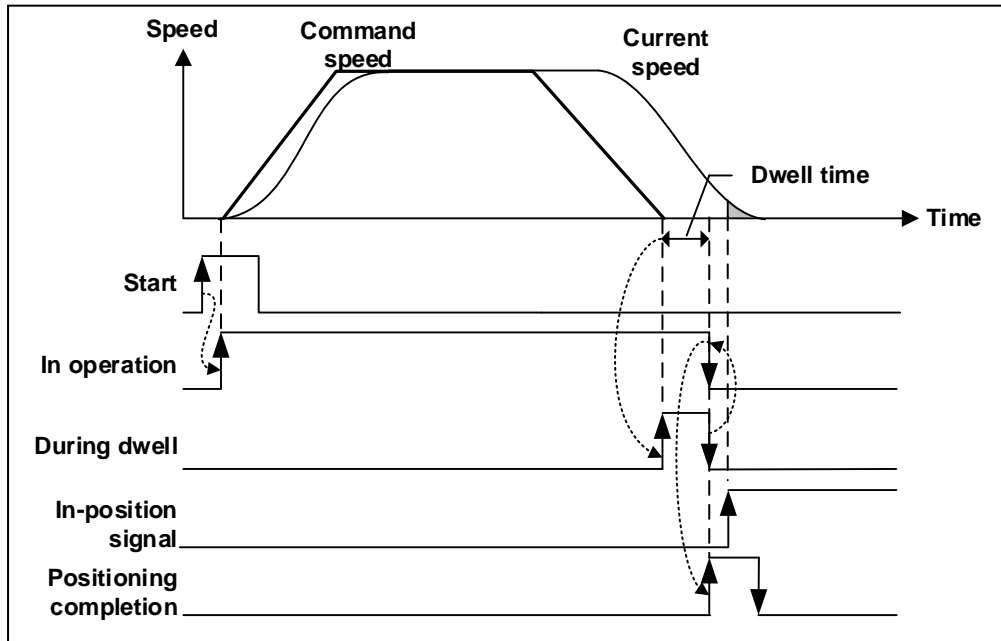 Speed
Command
speed
Current
speed
Dwell time
Time
Start
In operation
During dwell
In-position
signal
Positioning
completion